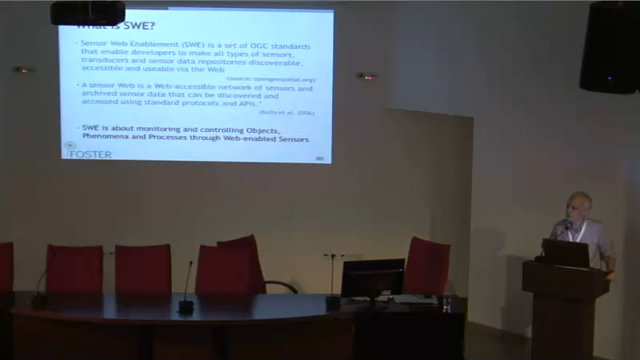 What is SWE?
- Sensor Web Enablement (SWE) is a set of OGC standards
that enable developers to make all types of sensors,
transducers and sensor data repositories discoverable,
accessible and useable via the Web
(source: opengeospatial.org)
- A sensor Web is a Web-accessible network of sensors and
archived sensor data that can be discovered and
accessed using standard protocols and APIs."
- SWE is about monitoring and controlling Objects,
Phenomena and Processes through Web-enabled Sensors
FOSTER